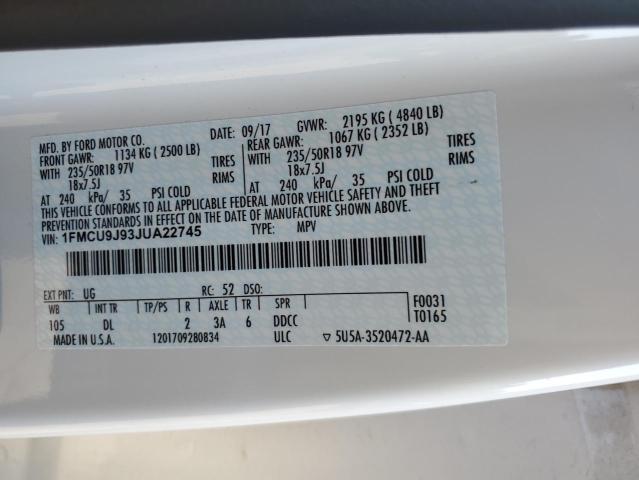 MFD. BY FORD MOTOR CO.
DATE: 09/17 GVWR: 2195 KG ( 4840 LB)
FRONT GAWR: 1134 KG ( 2500 LB)
REAR GAWR: 1067 KG ( 2352 LB)
WITH 235/50R18 97V TIRES
WITH 235/50R18 97V TIRES
18x7.5J RIMS
18x7.5J RIMS
AT 240 kPa/ 35 PSI COLD
AT 240 kPa/ 35 PSI COLD
THIS VEHICLE CONFORMS TO ALL APPLICABLE FEDERAL MOTOR VEHICLE SAFETY AND THEFT
PREVENTION STANDARDS IN EFFECT ON THE DATE OF MANUFACTURE SHOWN ABOVE.
VIN: 1FMCU9J93JUA22745 TYPE: MPV
EXT PNT: UG RC: 52 DSO:
WB INT TR TP/PS R AXLE TR SPR
105 DL 2 3A 6 DDCC
F0031
T0165
MADE IN U.S.A. 1201709280834 ULC ▽ 5U5A-3520472-AA